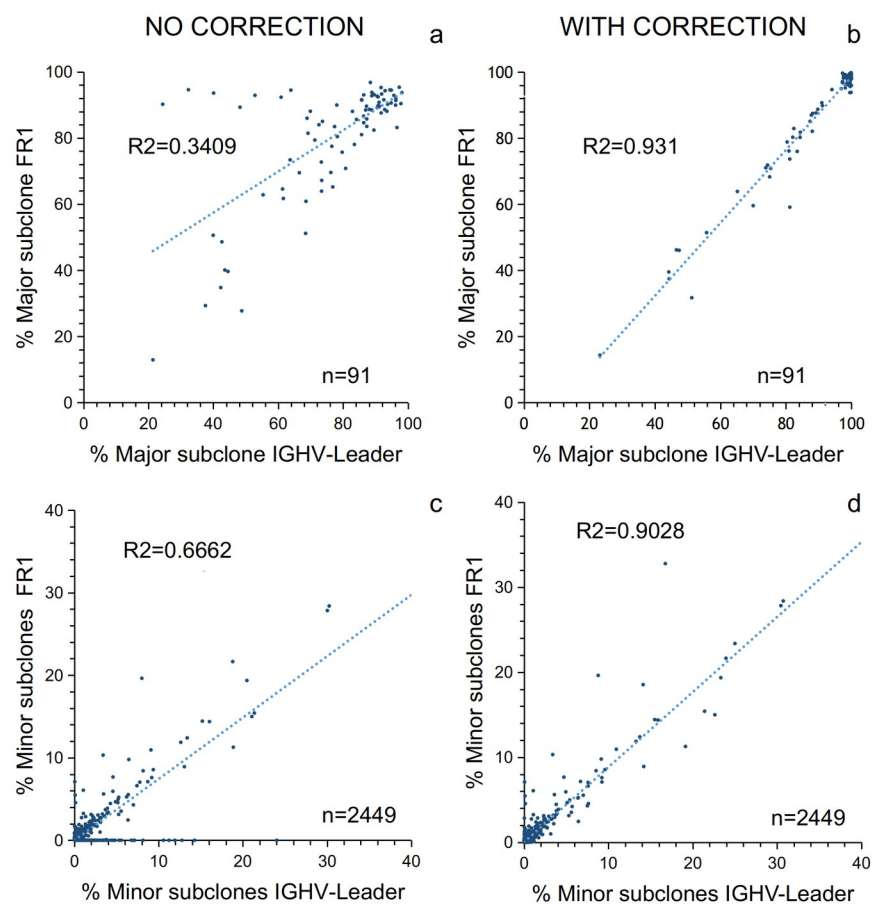 NO CORRECTION
a
WITH CORRECTION
b
100
80
60
40
20
0
% Major subclone FR1
R2=0.3409
n=91
0 20 40 60 80 100
% Major subclone IGHV-Leader
100
80
60
40
20
0
% Major subclone FR1
R2=0.931
n=91
0 20 40 60 80 100
% Major subclone IGHV-Leader
c
40
30
20
10
0
% Minor subclones FR1
R2=0.6662
n=2449
0 10 20 30 40
% Minor subclones IGHV-Leader
d
40
30
20
10
0
% Minor subclones FR1
R2=0.9028
n=2449
0 10 20 30 40
% Minor subclones IGHV-Leader